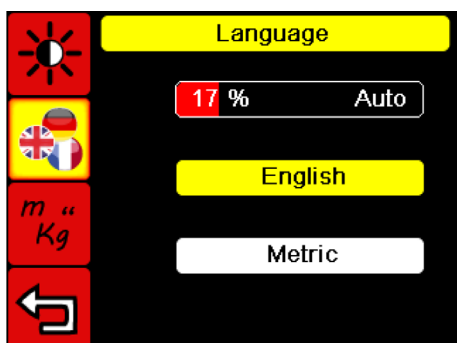 Language
17 % Auto
English
m "
Kg
Metric